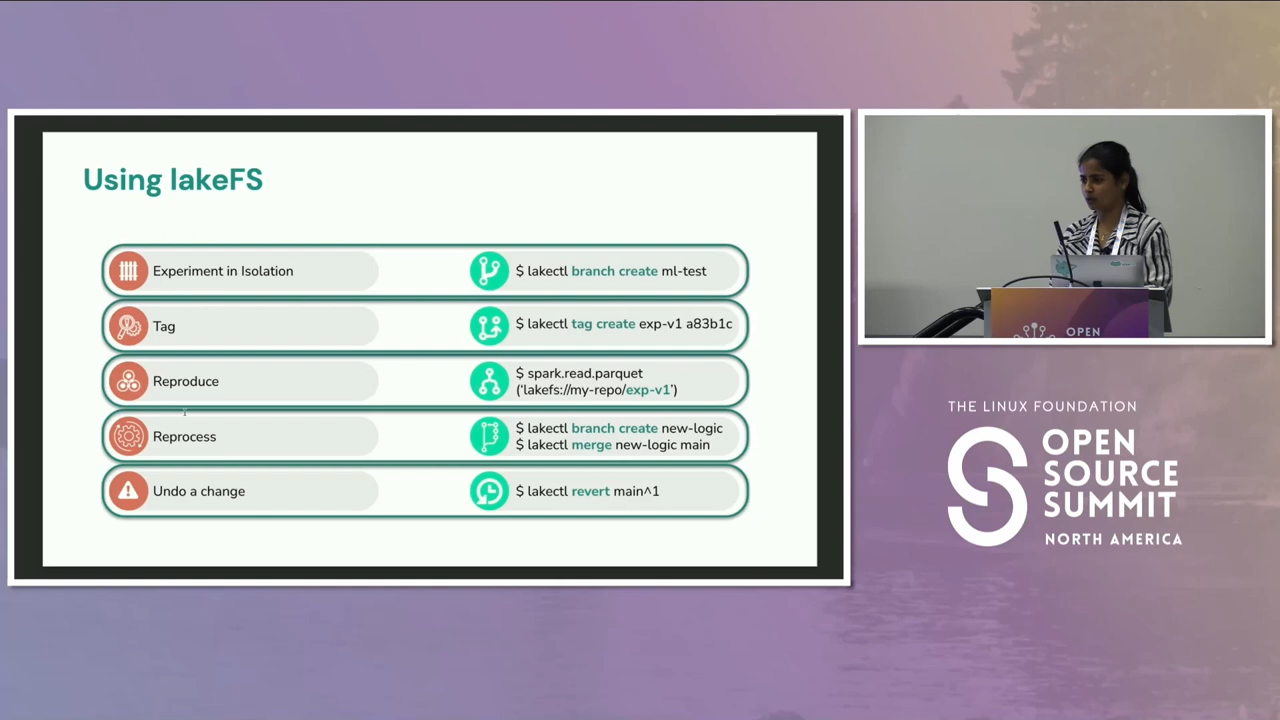 Using lakeFS
Experiment in Isolation
$ lakectl branch create ml-test
Tag
$ lakectl tag create exp-v1 a83b1c
Reproduce
$ spark.read.parquet
('lakefs://my-repo/exp-v1')
Reprocess
$ lakectl branch create new-logic
$ lakectl merge new-logic main
Undo a change
$ lakectl revert main^1
OPEN
THE LINUX FOUNDATION
OPEN
SOURCE
SUMMIT
NORTH AMERICA